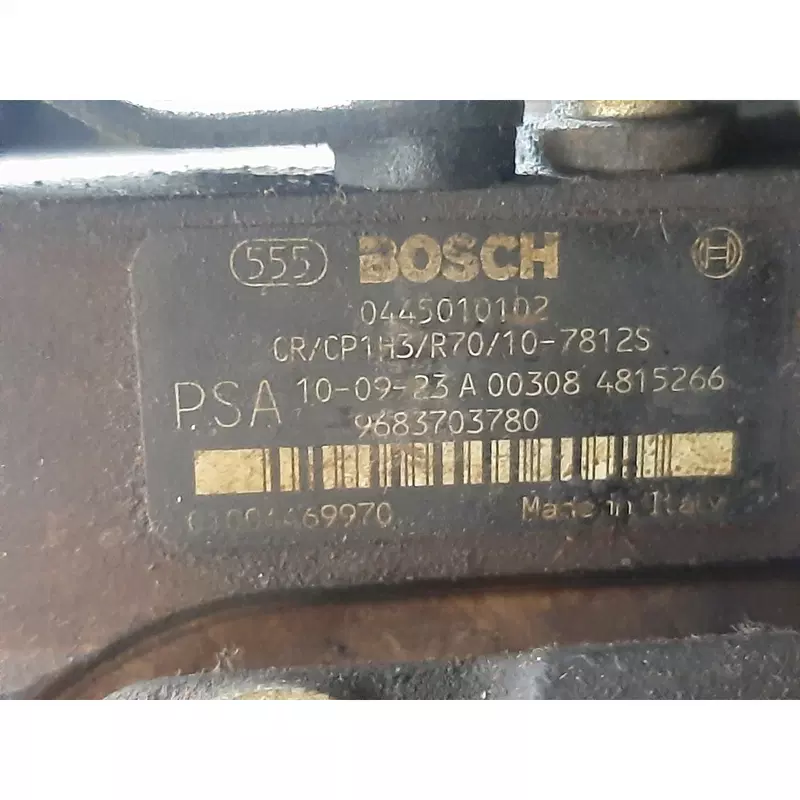 555 BOSCH
0445010102
CR/CP1H3/R70/10-7812S
PSA 10-09-23 A 00308 4815266
9683703780
Made in Italy